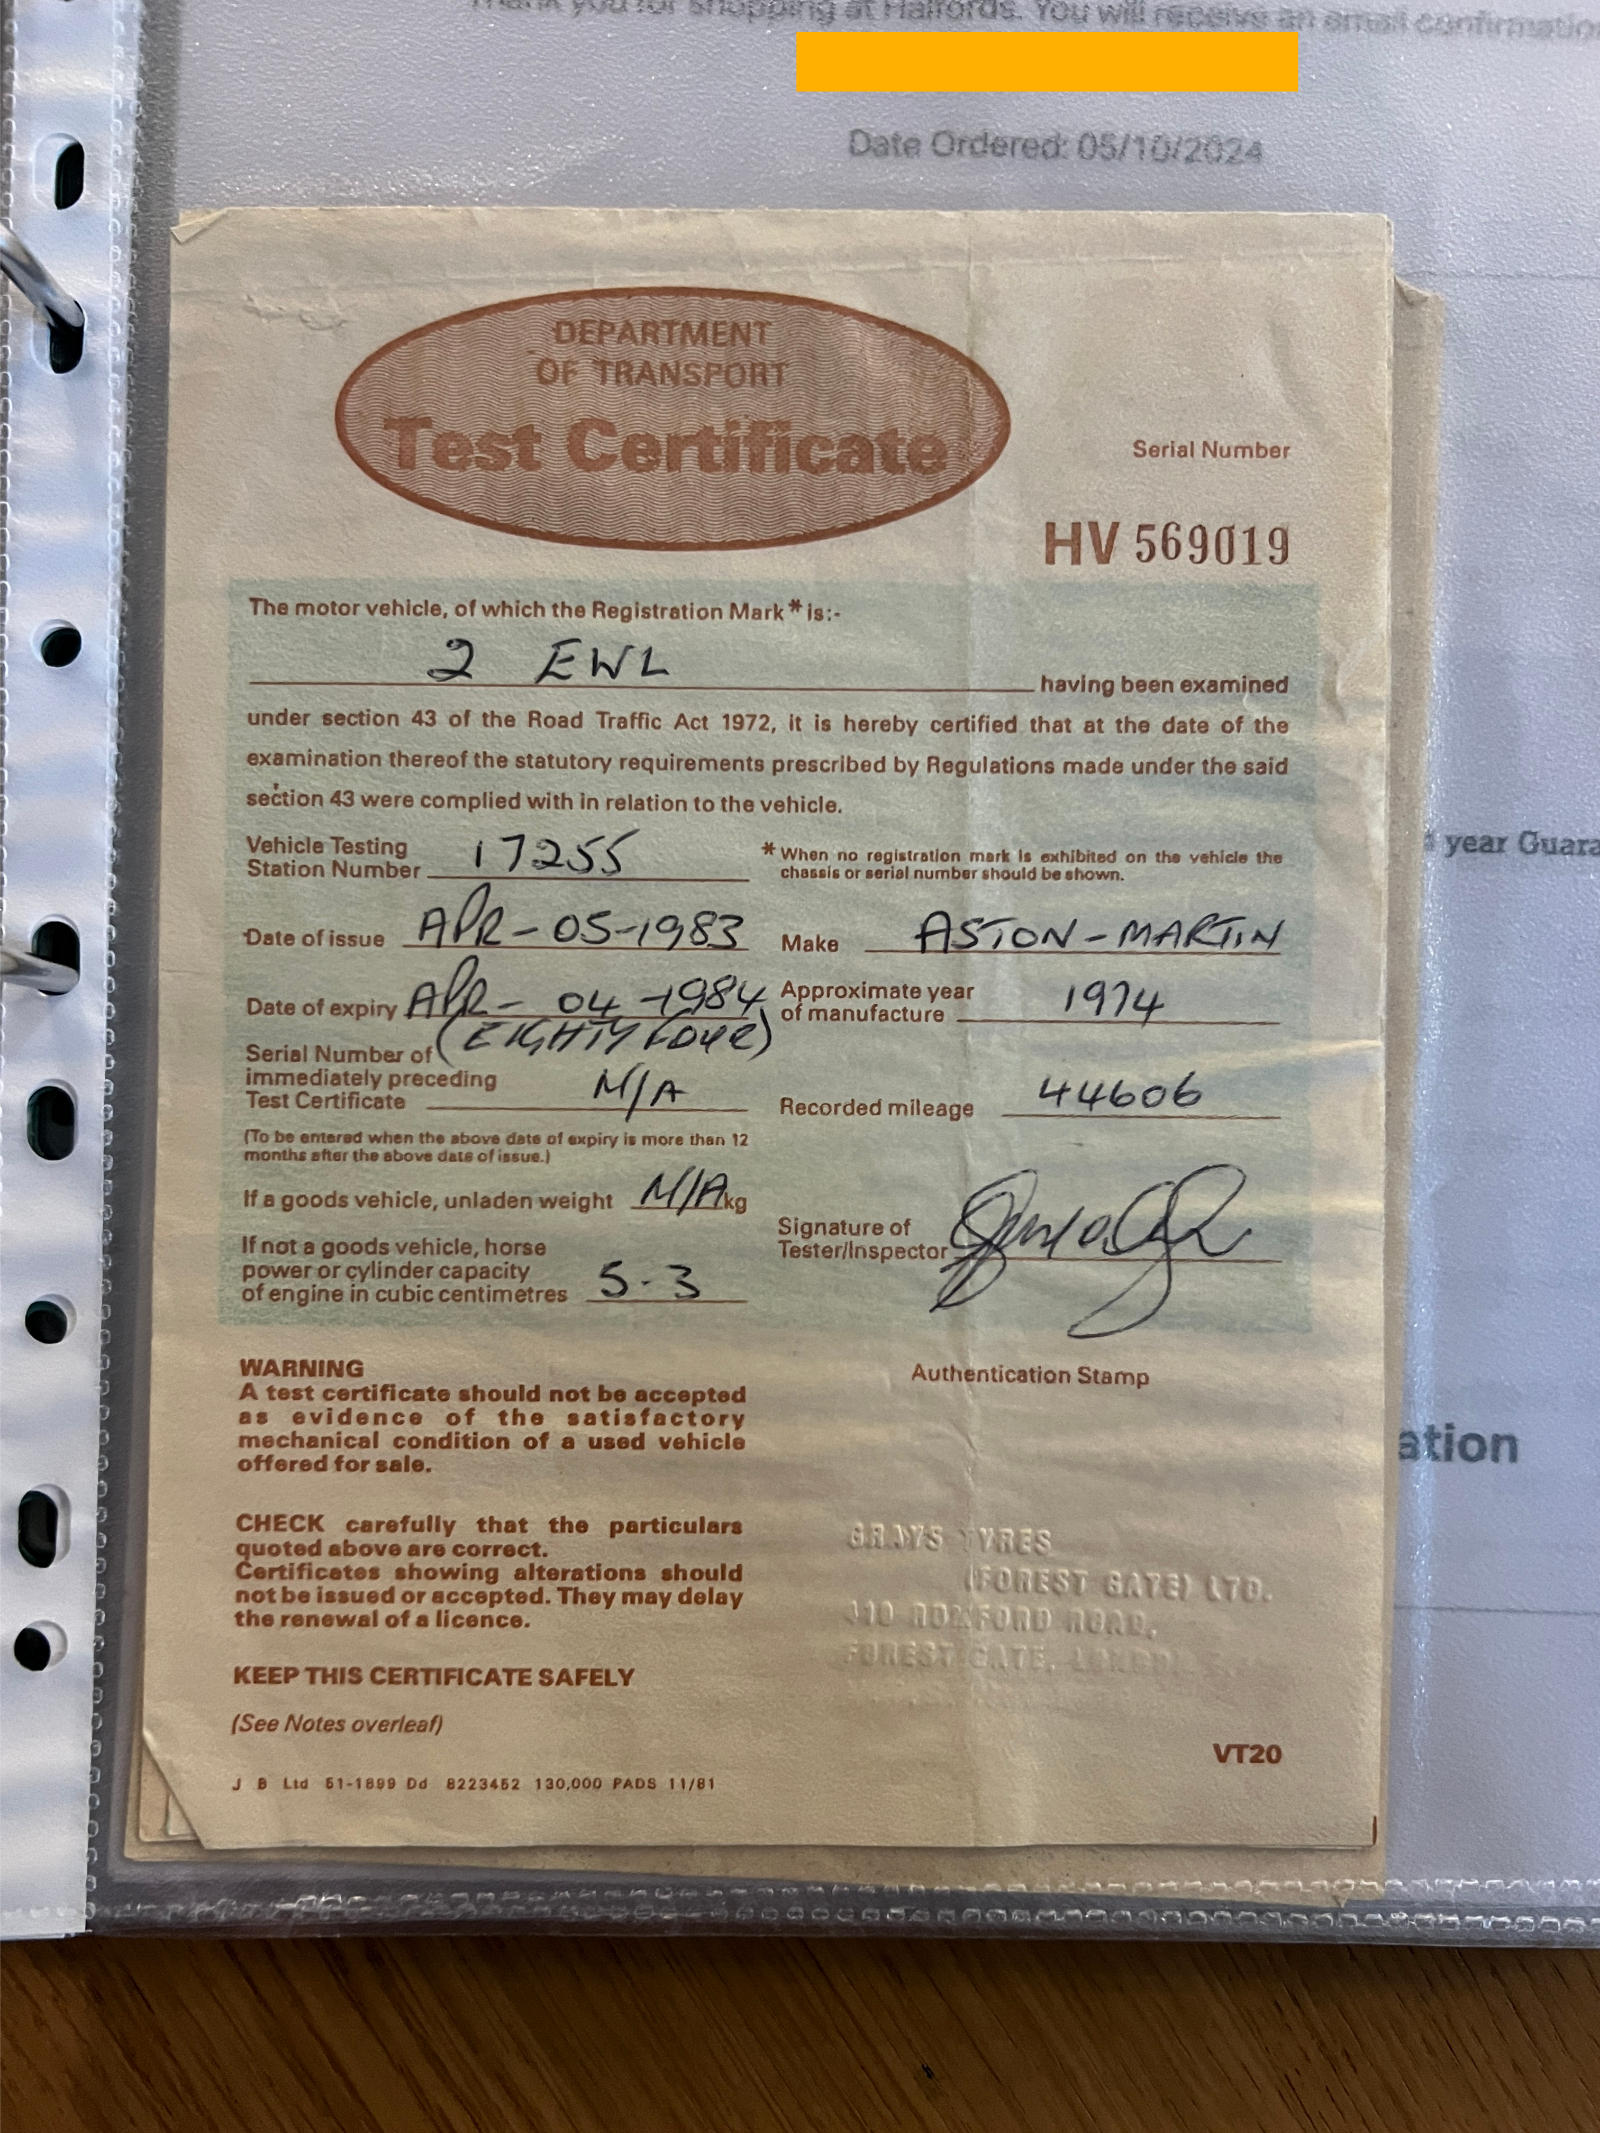 Thank you for shopping at Halfords. You will receive an email confirmation
Date Ordered: 05/10/2024
DEPARTMENT
OF TRANSPORT
Test Certificate
Serial Number
HV 569019
The motor vehicle, of which the Registration Mark * is:-
2 EWL having been examined
under section 43 of the Road Traffic Act 1972, it is hereby certified that at the date of the
examination thereof the statutory requirements prescribed by Regulations made under the said
section 43 were complied with in relation to the vehicle.
Vehicle Testing
Station Number 17255
* When no registration mark is exhibited on the vehicle the
chassis or serial number should be shown.
year Guara
Date of issue APR-05-1983
Make ASTON-MARTIN
Date of expiry APR-04-1984
(EIGHTY FOUR)
Approximate year
of manufacture 1974
Serial Number of
immediately preceding
Test Certificate N/A
Recorded mileage 44606
(To be entered when the above date of expiry is more than 12
months after the above date of issue.)
If a goods vehicle, unladen weight N/A kg
Signature of
Tester/Inspector
If not a goods vehicle, horse
power or cylinder capacity
of engine in cubic centimetres 5.3
WARNING
A test certificate should not be accepted
as evidence of the satisfactory
mechanical condition of a used vehicle
offered for sale.
Authentication Stamp
ation
CHECK carefully that the particulars
quoted above are correct.
Certificates showing alterations should
not be issued or accepted. They may delay
the renewal of a licence.
GRAYS TYRES
(FOREST GATE) LTD.
ROMFORD ROAD,
FOREST GATE,
KEEP THIS CERTIFICATE SAFELY
(See Notes overleaf)
VT20
J B Ltd 51-1899 Dd 8223452 130,000 PADS 11/81